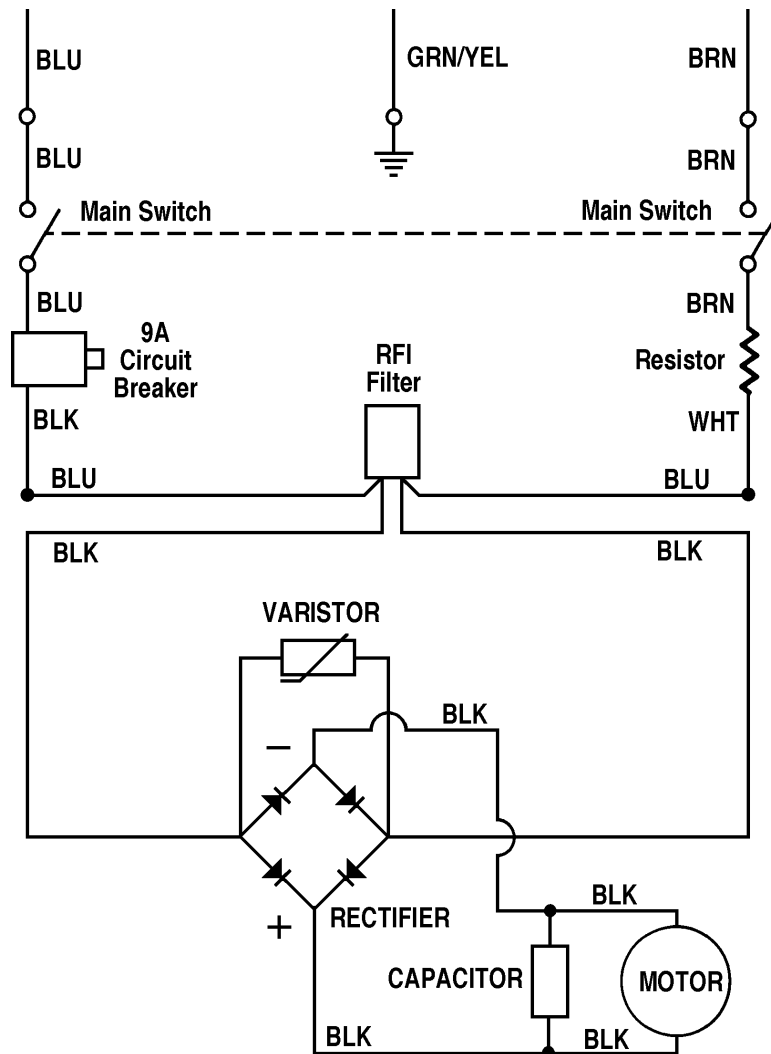 BLU
GRN/YEL
BRN
BLU
BRN
Main Switch
Main Switch
BLU
BRN
9A
Circuit
Breaker
RFI
Filter
Resistor
BLK
WHT
BLU
BLU
BLK
BLK
VARISTOR
BLK
−
+
RECTIFIER
BLK
CAPACITOR
MOTOR
BLK
BLK